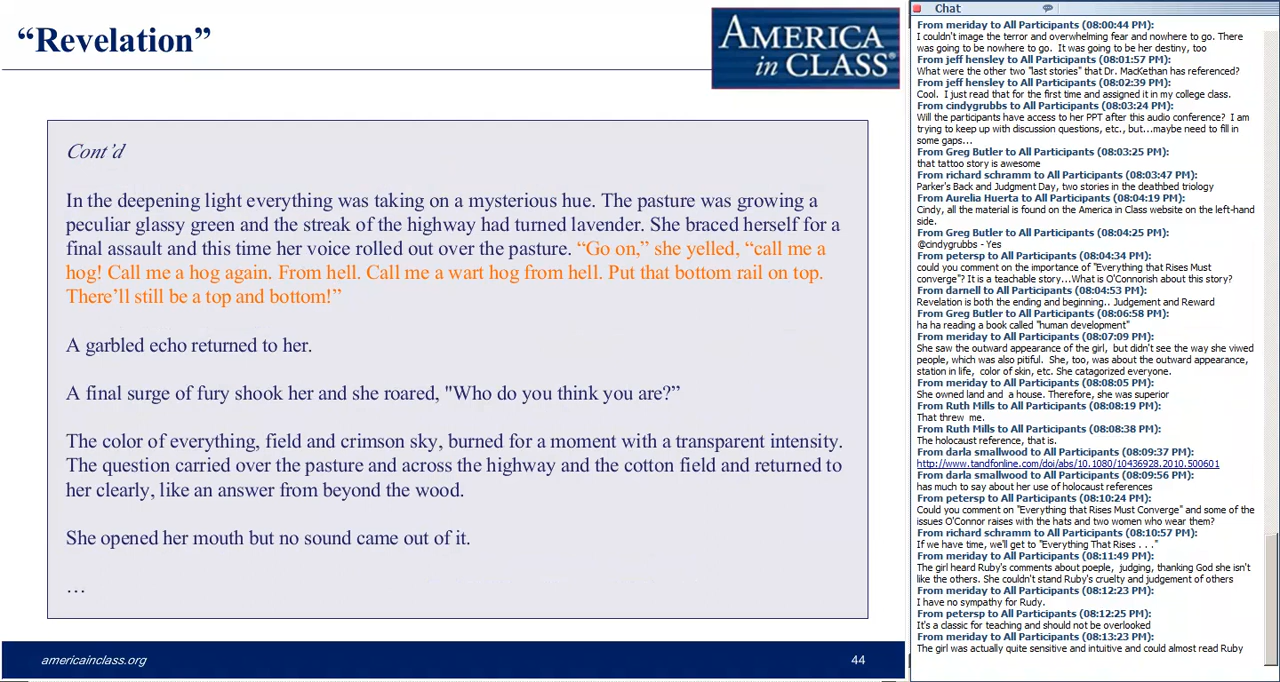 “Revelation”
AMERICA
in CLASS®
Cont’d
In the deepening light everything was taking on a mysterious hue. The pasture was growing a
peculiar glassy green and the streak of the highway had turned lavender. She braced herself for a
final assault and this time her voice rolled out over the pasture. “Go on,” she yelled, “call me a
hog! Call me a hog again. From hell. Call me a wart hog from hell. Put that bottom rail on top.
There’ll still be a top and bottom!”
A garbled echo returned to her.
A final surge of fury shook her and she roared, "Who do you think you are?”
The color of everything, field and crimson sky, burned for a moment with a transparent intensity.
The question carried over the pasture and across the highway and the cotton field and returned to
her clearly, like an answer from beyond the wood.
She opened her mouth but no sound came out of it.
…
americainclass.org
44
Chat
From meriday to All Participants (08:00:44 PM):
I couldn't image the terror and overwhelming fear and nowhere to go. There
was going to be nowhere to go. It was going to be her destiny, too
From jeff hensley to All Participants (08:01:57 PM):
What were the other two "last stories" that Dr. MacKethan has referenced?
From jeff hensley to All Participants (08:02:39 PM):
Cool. I just read that for the first time and assigned it in my college class.
From cindygrubbs to All Participants (08:03:24 PM):
Will the participants have access to her PPT after this audio conference? I am
trying to keep up with discussion questions, etc., but...maybe need to fill in
some gaps...
From Greg Butler to All Participants (08:03:25 PM):
that tattoo story is awesome
From richard schramm to All Participants (08:03:47 PM):
Parker's Back and Judgment Day, two stories in the deathbed triology
From Aurelia Huerta to All Participants (08:04:19 PM):
Cindy, all the material is found on the America in Class website on the left-hand
side.
From Greg Butler to All Participants (08:04:25 PM):
@cindygrubbs - Yes
From petersp to All Participants (08:04:34 PM):
could you comment on the importance of "Everything that Rises Must
converge"? It is a teachable story...What is O'Connorish about this story?
From darnell to All Participants (08:04:53 PM):
Revelation is both the ending and beginning.. Judgement and Reward
From Greg Butler to All Participants (08:06:58 PM):
ha ha reading a book called "human development"
From meriday to All Participants (08:07:09 PM):
She saw the outward appearance of the girl, but didn't see the way she viwed
people, which was also pitiful. She, too, was about the outward appearance,
station in life, color of skin, etc. She catagorized everyone.
From meriday to All Participants (08:08:05 PM):
She owned land and a house. Therefore, she was superior
From Ruth Mills to All Participants (08:08:19 PM):
That threw me.
From Ruth Mills to All Participants (08:08:38 PM):
The holocaust reference, that is.
From darla smallwood to All Participants (08:09:37 PM):
http://www.tandfonline.com/doi/abs/10.1080/10436928.2010.500601
From darla smallwood to All Participants (08:09:56 PM):
has much to say about her use of holocaust references
From petersp to All Participants (08:10:24 PM):
Could you comment on "Everything that Rises Must Converge" and some of the
issues O'Connor raises with the hats and two women who wear them?
From richard schramm to All Participants (08:10:57 PM):
If we have time, we'll get to "Everything That Rises . . ."
From meriday to All Participants (08:11:49 PM):
The girl heard Ruby's comments about poeple, judging, thanking God she isn't
like the others. She couldn't stand Ruby's cruelty and judgement of others
From meriday to All Participants (08:12:23 PM):
I have no sympathy for Rudy.
From petersp to All Participants (08:12:25 PM):
It's a classic for teaching and should not be overlooked
From meriday to All Participants (08:13:23 PM):
The girl was actually quite sensitive and intuitive and could almost read Ruby